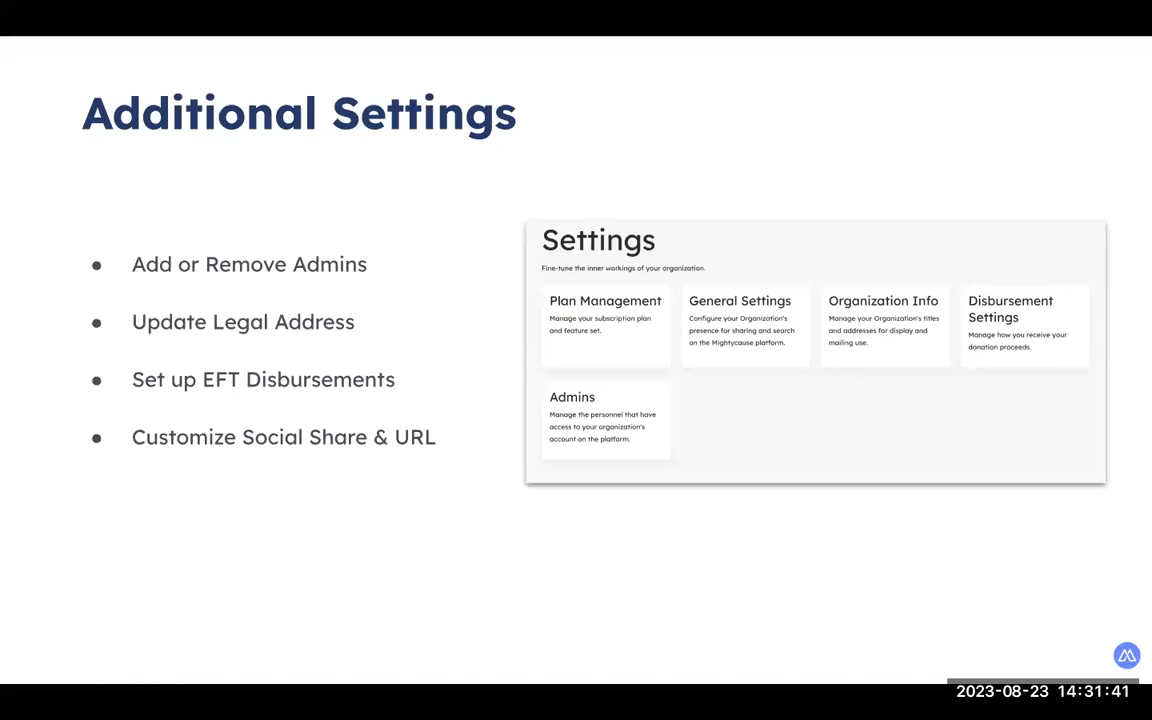 Additional Settings
● Add or Remove Admins
● Update Legal Address
● Set up EFT Disbursements
● Customize Social Share & URL
Settings
Fine-tune the inner workings of your organization.
Plan Management
Manage your subscription plan
and feature set.
General Settings
Configure your Organization's
presence for sharing and search
on the Mightycause platform.
Organization Info
Manage your Organization's titles
and addresses for display and
mailing use.
Disbursement
Settings
Manage how you receive your
donation proceeds.
Admins
Manage the personnel that have
access to your organization's
account on the platform.
2023-08-23 14:31:41